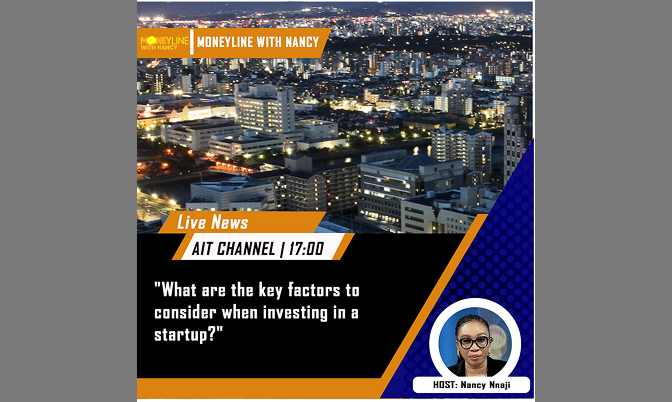 MONEYLINE
WITH NANCY
MONEYLINE WITH NANCY
Live News
AIT CHANNEL | 17:00
"What are the key factors to
consider when investing in a
startup?"
HOST: Nancy Nnaji